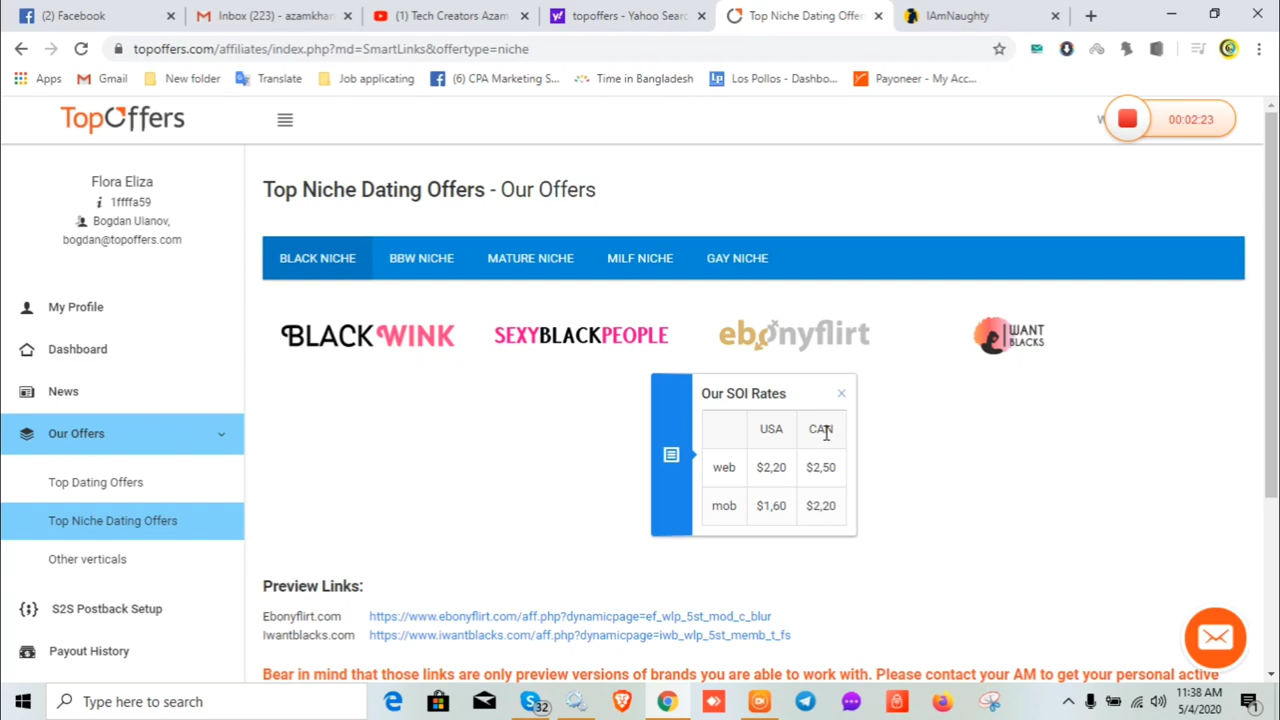 (2) Facebook
Inbox (223) - azamkhan
(1) Tech Creators Azam
topoffers - Yahoo Searc
Top Niche Dating Offer
IAmNaughty
topoffers.com/affiliates/index.php?md=SmartLinks&offertype=niche
Apps
Gmail
New folder
Translate
Job applicating
(6) CPA Marketing S...
Time in Bangladesh
Los Pollos - Dashbo...
Payoneer - My Acc...
TopOffers
W
00:02:23
Flora Eliza
1ffffa59
Bogdan Ulanov,
bogdan@topoffers.com
My Profile
Dashboard
News
Our Offers
Top Dating Offers
Top Niche Dating Offers
Other verticals
S2S Postback Setup
Payout History
Top Niche Dating Offers - Our Offers
BLACK NICHE
BBW NICHE
MATURE NICHE
MILF NICHE
GAY NICHE
BLACKWINK
SEXYBLACKPEOPLE
ebonyflirt
I WANT
BLACKS
Our SOI Rates
USA CAN
web $2,20 $2,50
mob $1,60 $2,20
Preview Links:
Ebonyflirt.com https://www.ebonyflirt.com/aff.php?dynamicpage=ef_wlp_5st_mod_c_blur
Iwantblacks.com https://www.iwantblacks.com/aff.php?dynamicpage=iwb_wlp_5st_memb_t_fs
Bear in mind that those links are only preview versions of brands you are able to work with. Please contact your AM to get your personal active
Type here to search
32
11:38 AM
5/4/2020
1